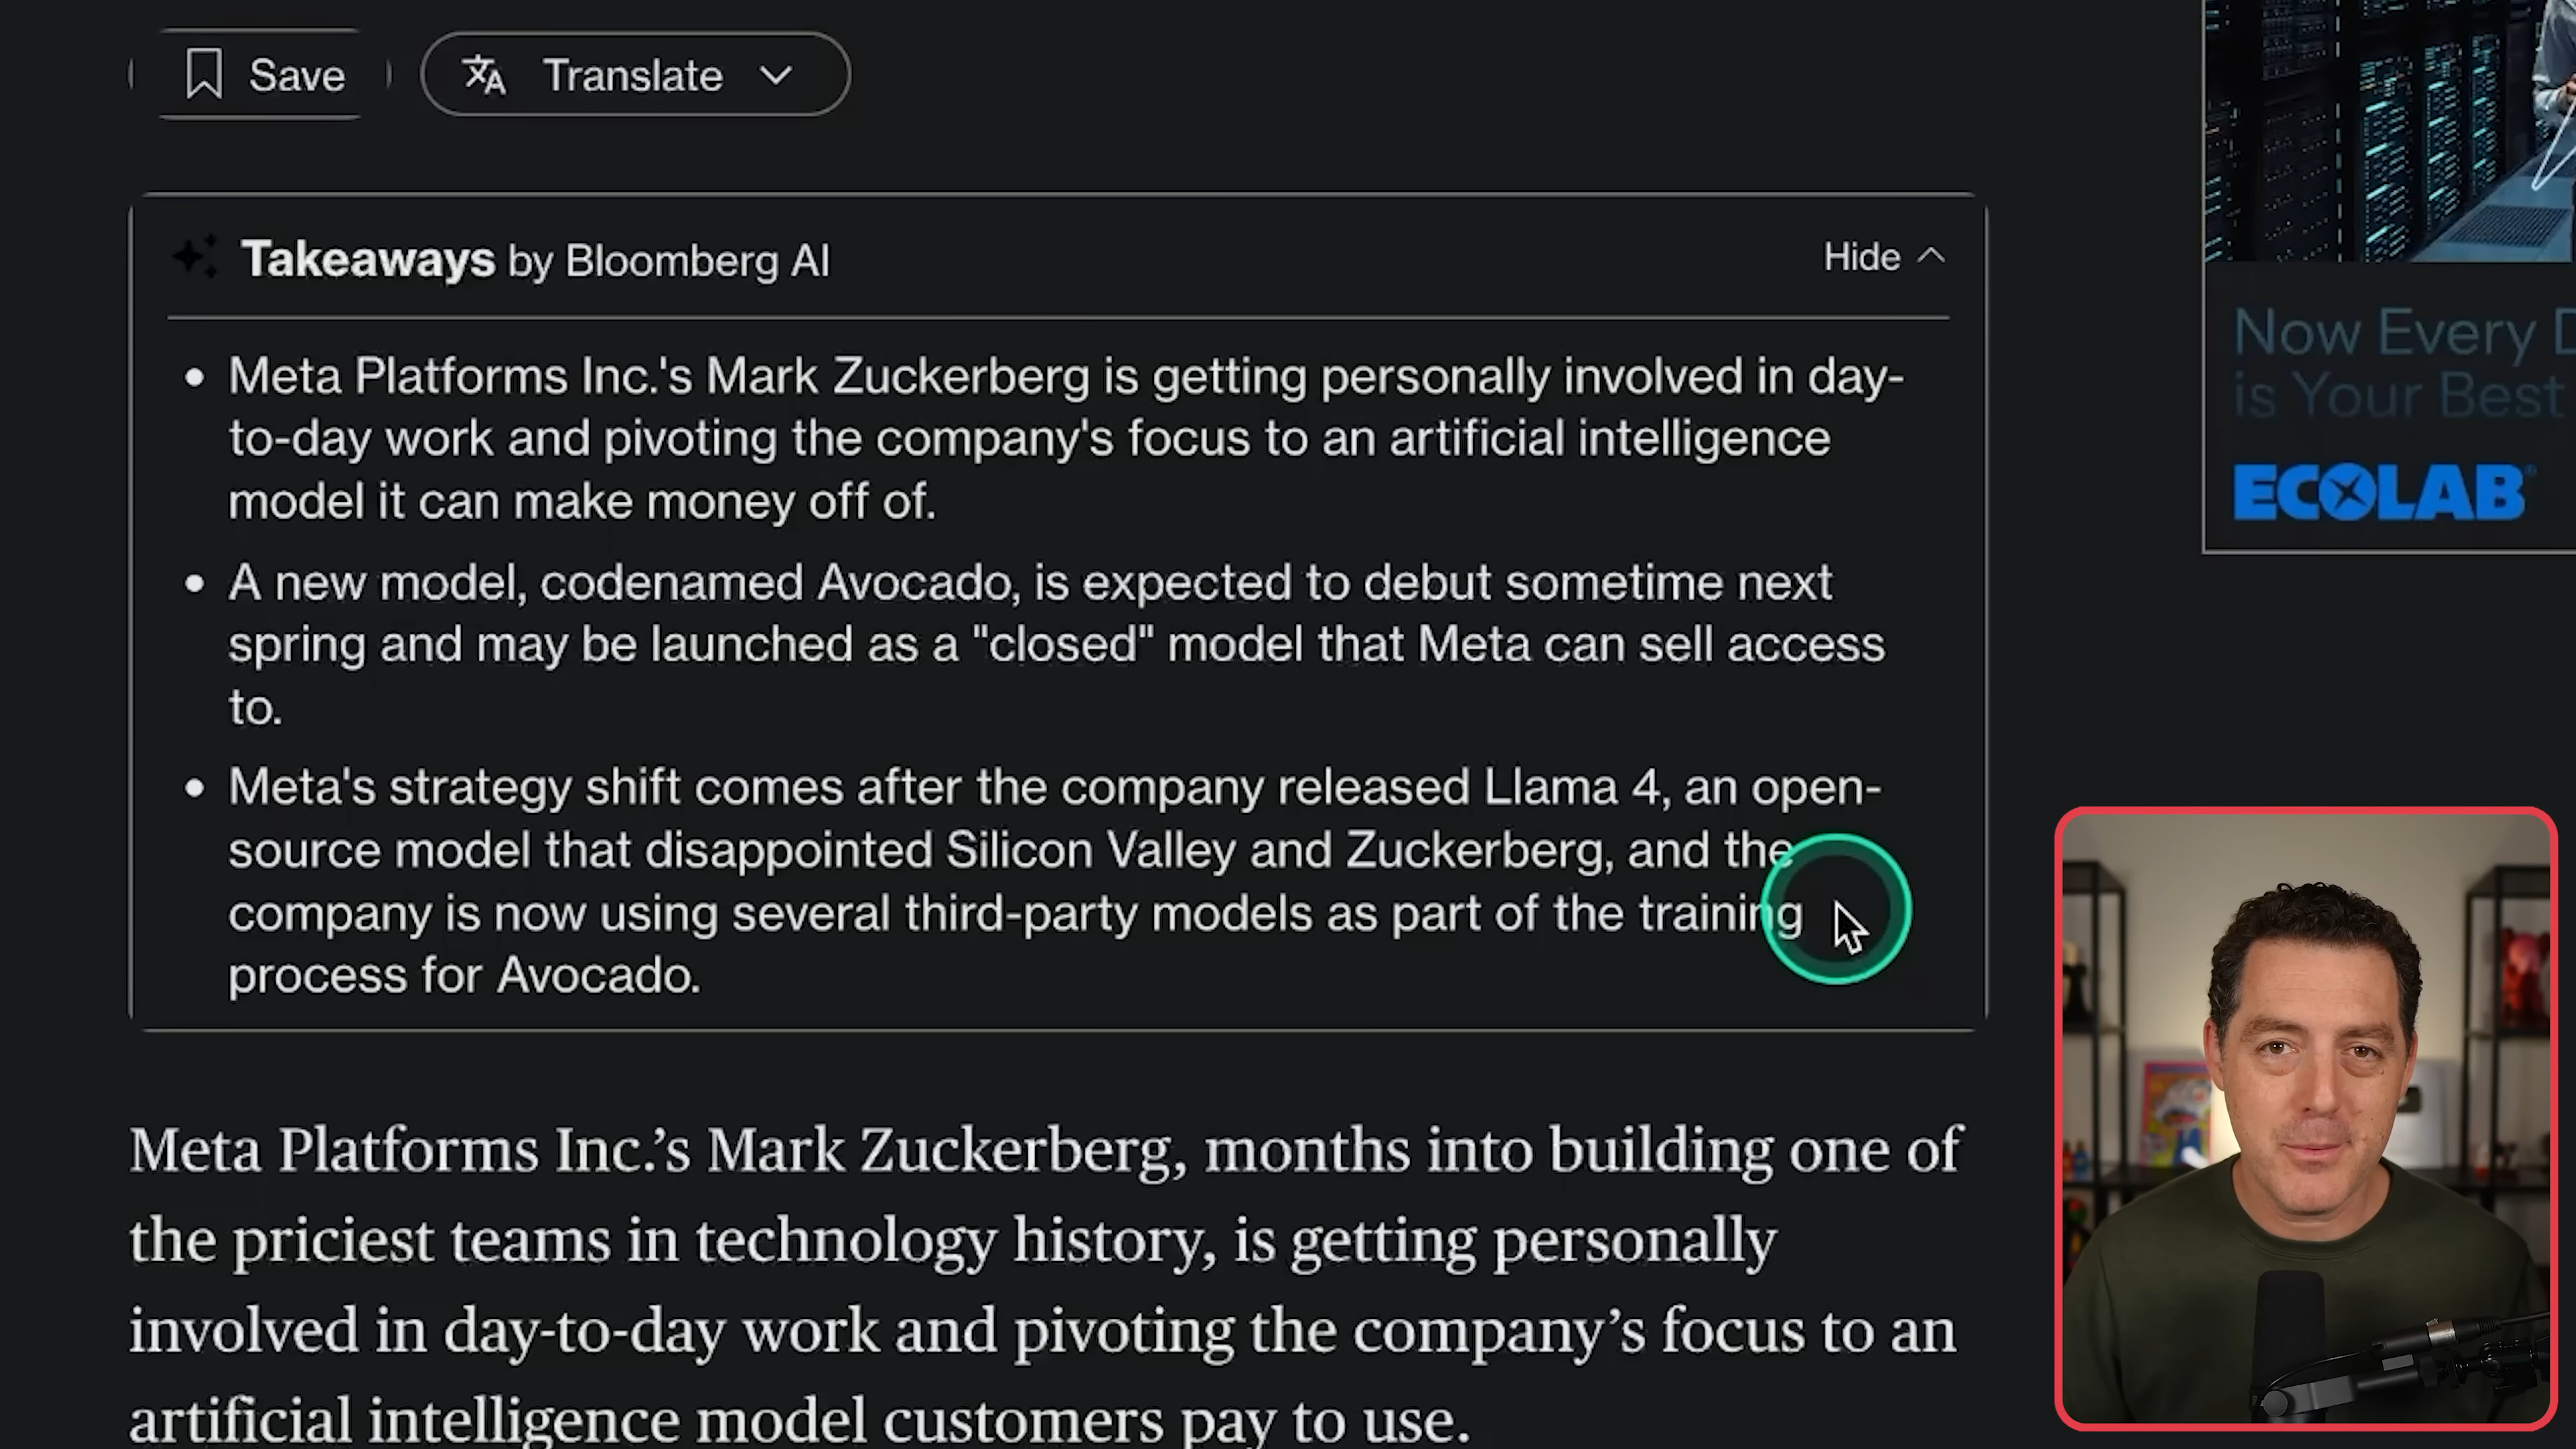 Save
Translate
Takeaways by Bloomberg AI
Hide
• Meta Platforms Inc.'s Mark Zuckerberg is getting personally involved in day-
to-day work and pivoting the company's focus to an artificial intelligence
model it can make money off of.
• A new model, codenamed Avocado, is expected to debut sometime next
spring and may be launched as a "closed" model that Meta can sell access
to.
• Meta's strategy shift comes after the company released Llama 4, an open-
source model that disappointed Silicon Valley and Zuckerberg, and the
company is now using several third-party models as part of the training
process for Avocado.
Meta Platforms Inc.’s Mark Zuckerberg, months into building one of
the priciest teams in technology history, is getting personally
involved in day-to-day work and pivoting the company’s focus to an
artificial intelligence model customers pay to use.
Now Every
is Your Best
ECOLAB®